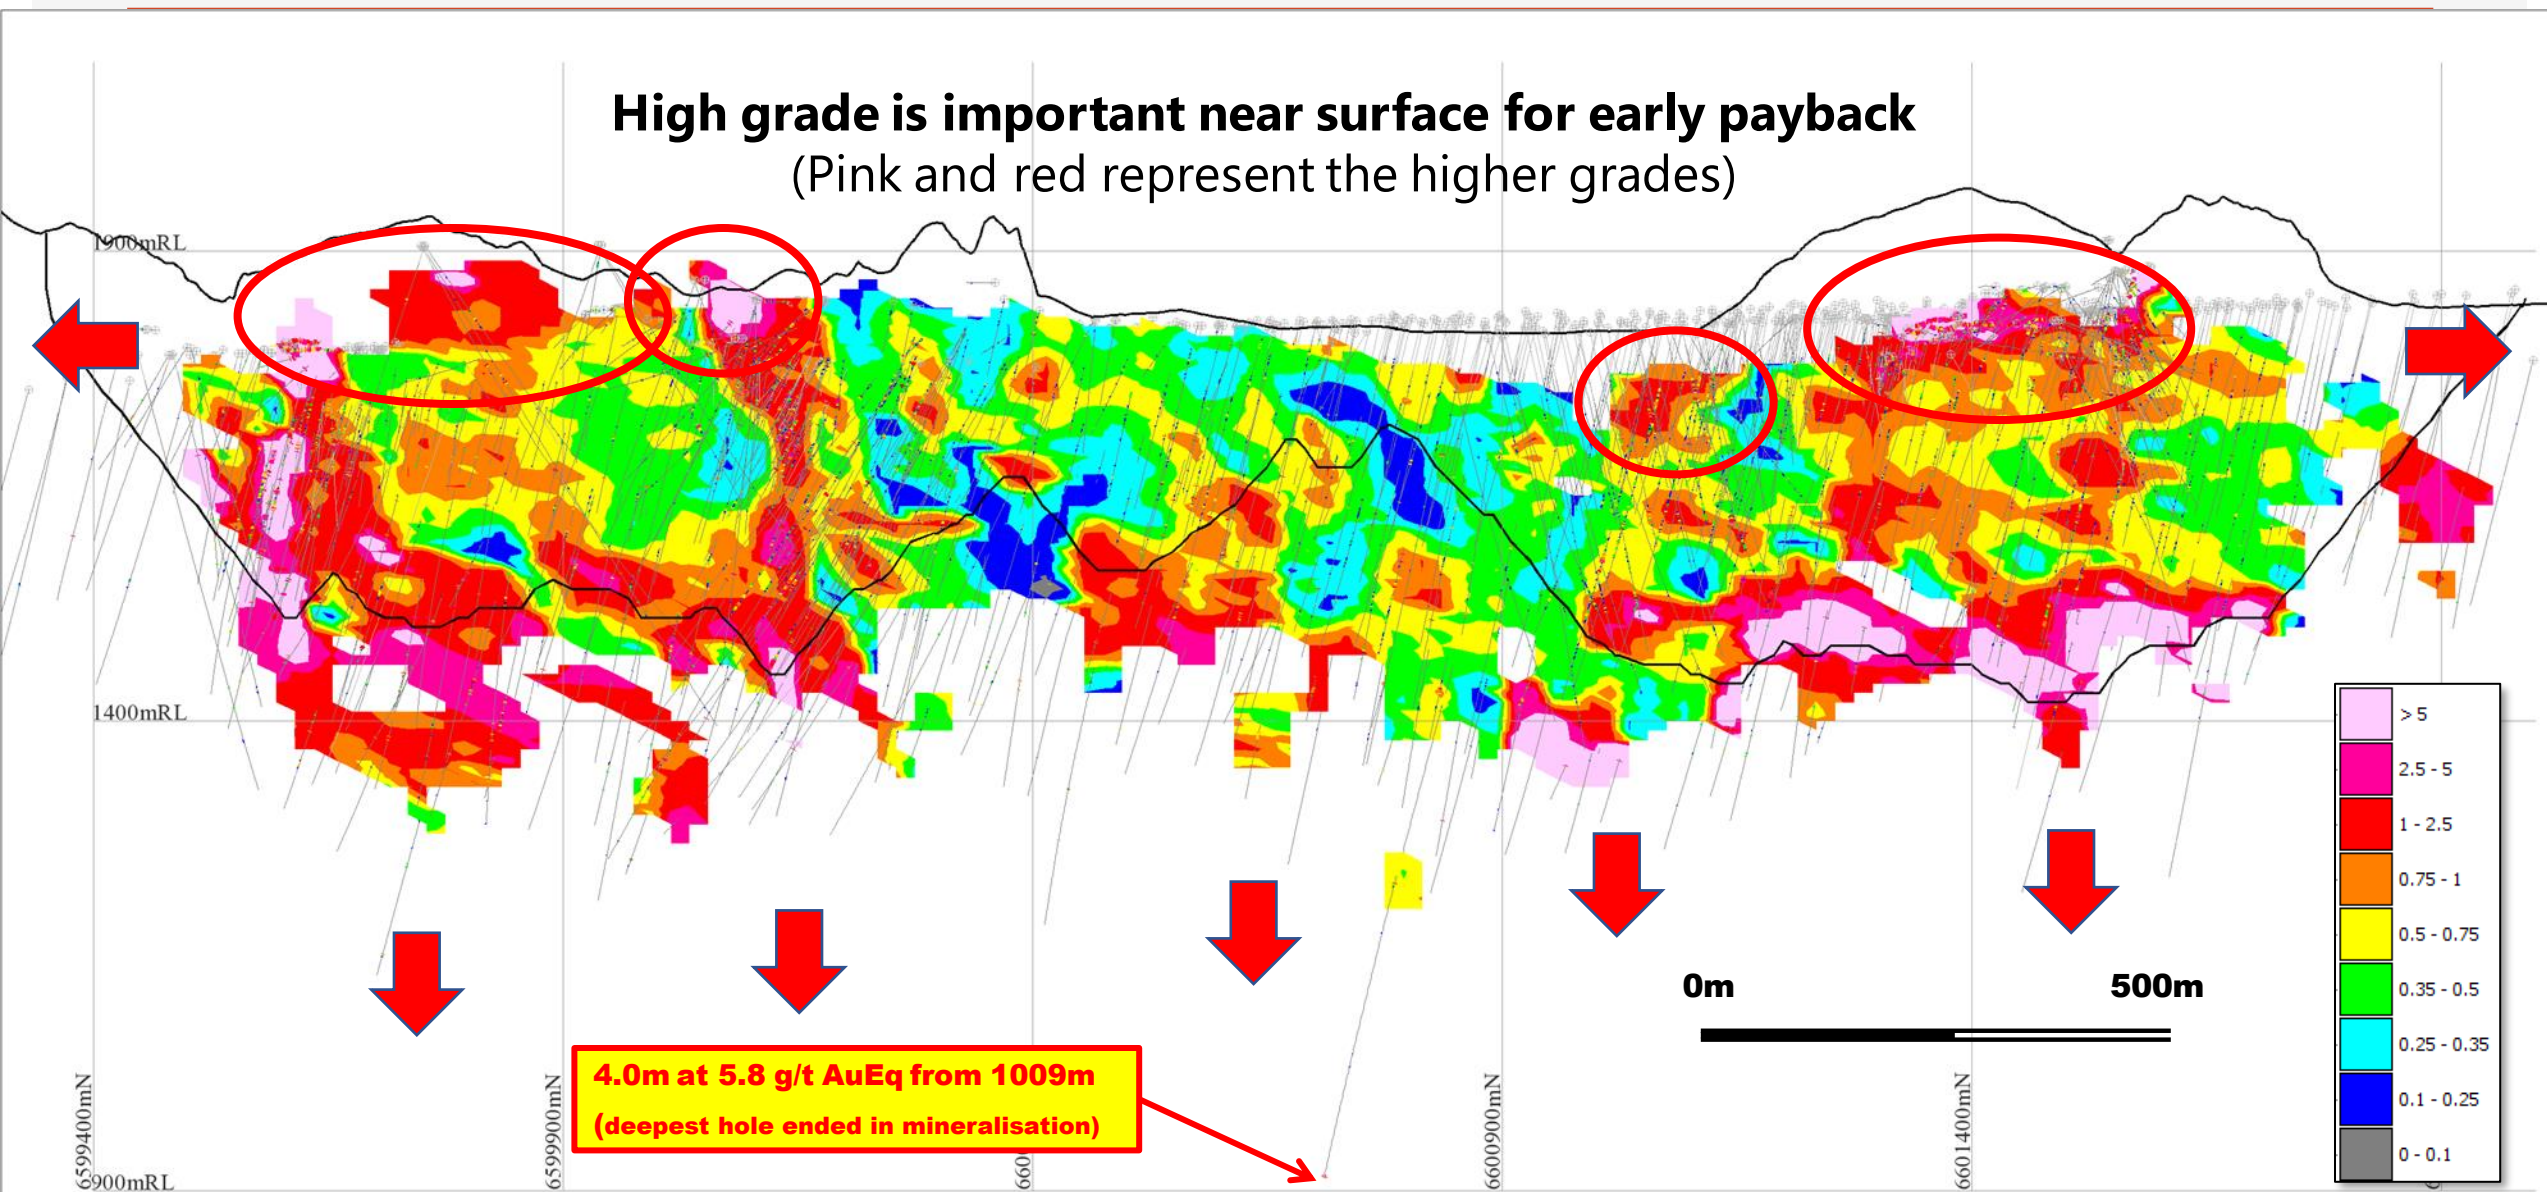 High grade is important near surface for early payback
(Pink and red represent the higher grades)
1900mRL
1400mRL
> 5
2.5 - 5
1 - 2.5
0.75 - 1
0.5 - 0.75
0.35 - 0.5
0.25 - 0.35
0.1 - 0.25
0 - 0.1
0m
500m
4.0m at 5.8 g/t AuEq from 1009m
(deepest hole ended in mineralisation)
6599400mN
6599900mN
6600900mN
6601400mN
900mRL